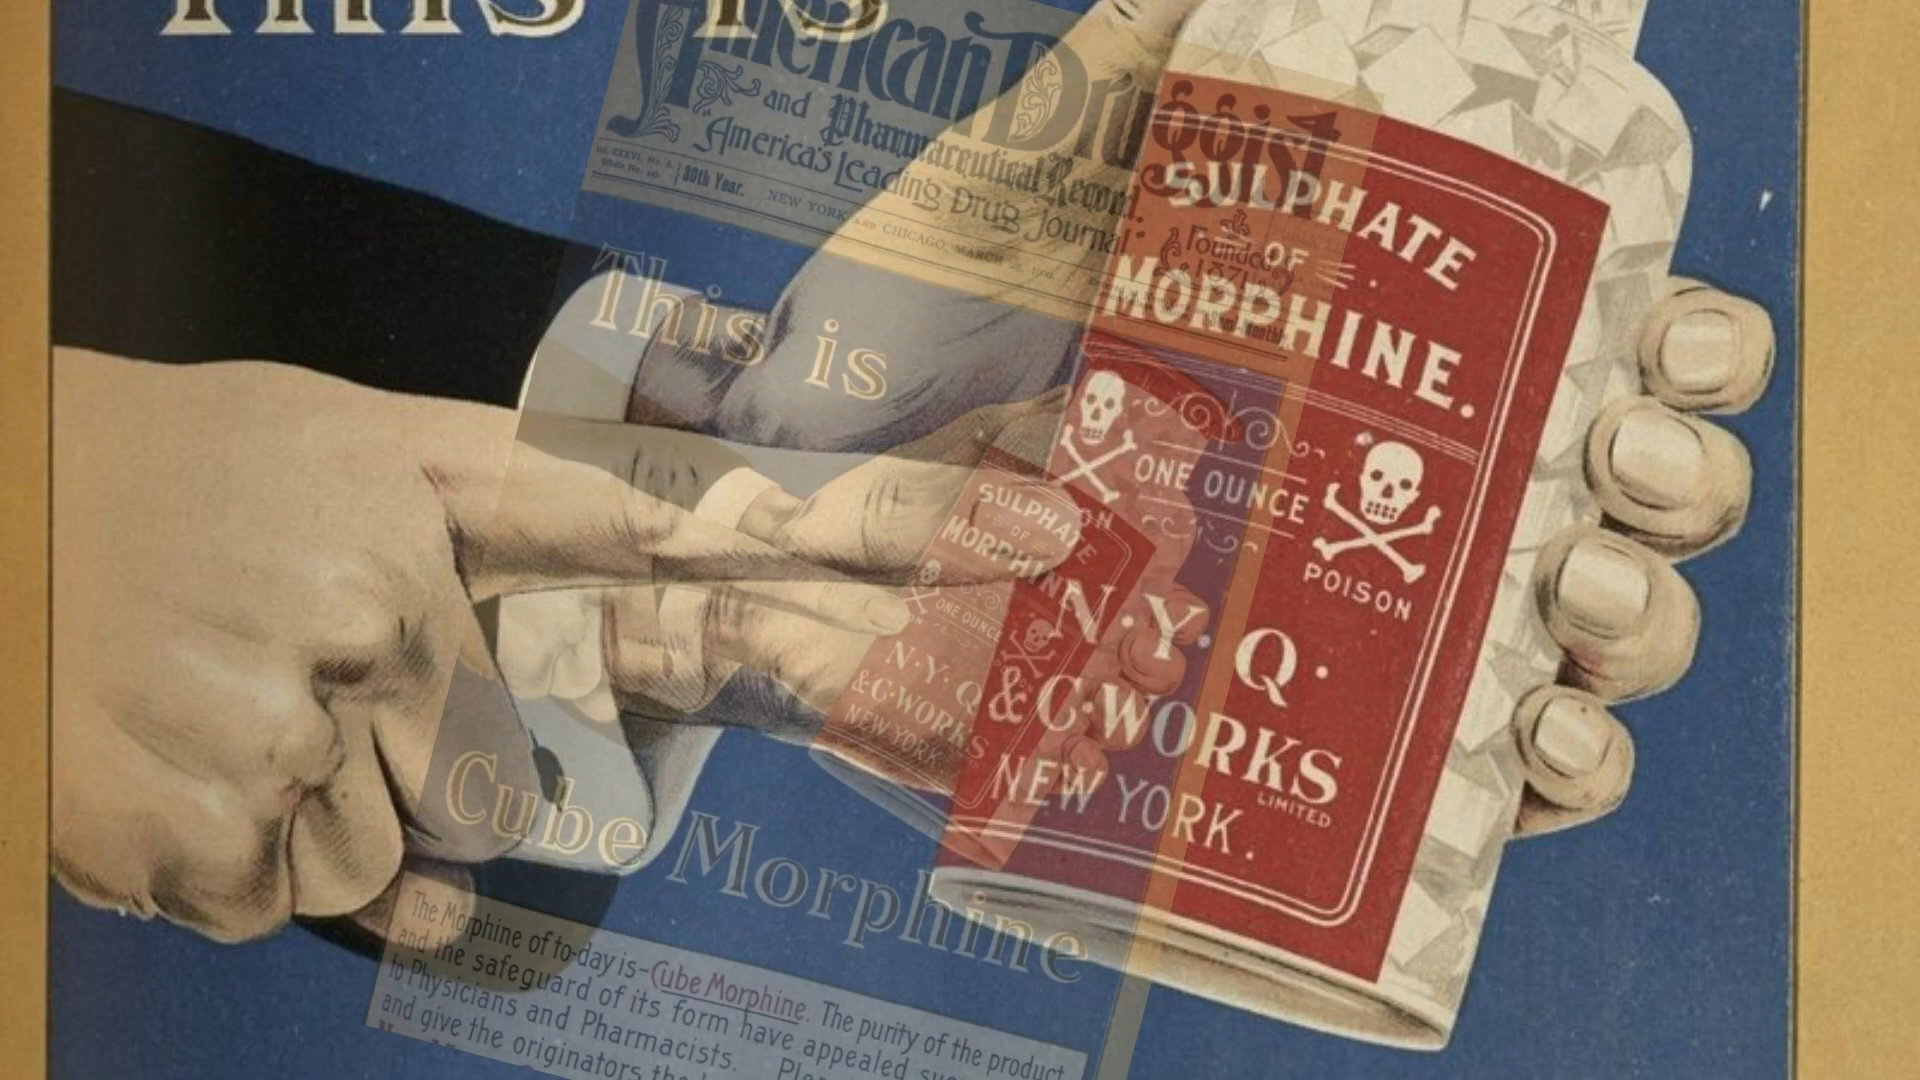 This is
American Druggist
and Pharmaceutical Record.
"America's Leading Drug Journal"
30th Year.
NEW YORK AND CHICAGO, MARCH
Founded
1871
This is
SULPHATE
OF
MORPHINE.
ONE OUNCE
POISON
N.Y.Q.
& C. WORKS
LIMITED
NEW YORK.
SULPHATE
OF
MORPHINE
ONE OUNCE
N.Y.Q
& C. WORKS
NEW YORK
Cube Morphine
The Morphine of to-day is—Cube Morphine. The purity of the product
and the safeguard of its form have appealed
to Physicians and Pharmacists.
and give the originators the